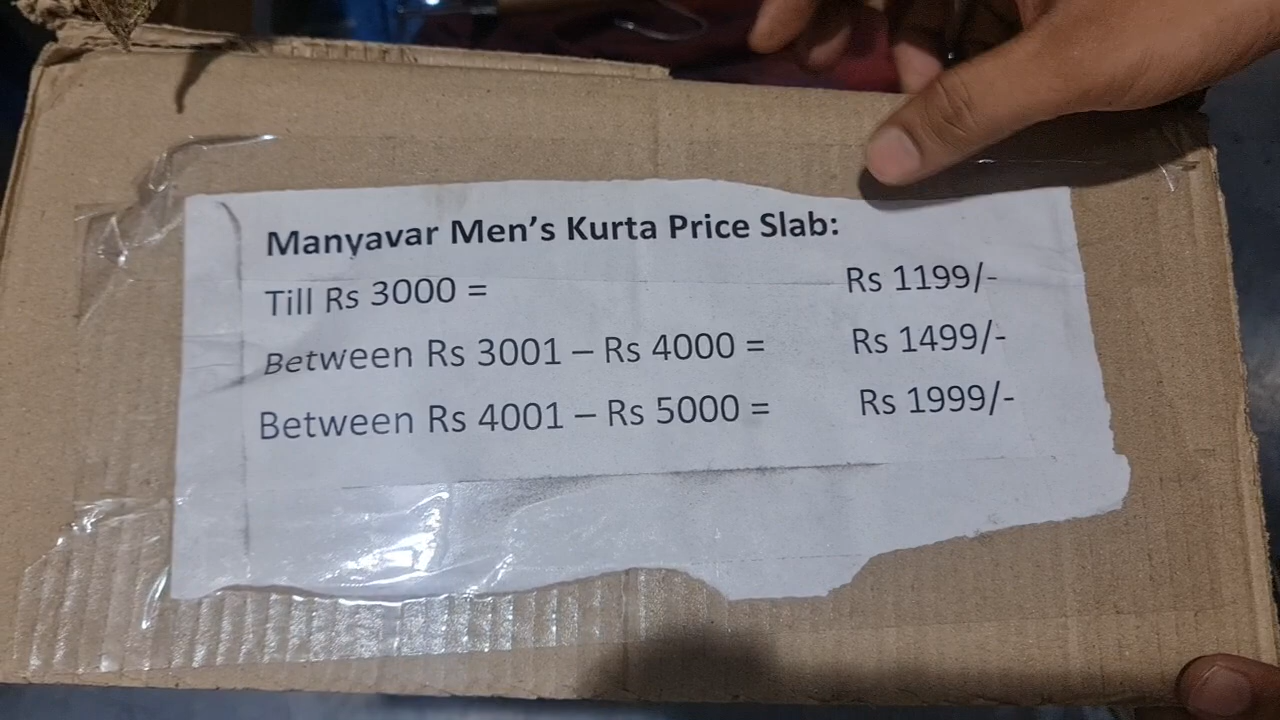 Manyavar Men's Kurta Price Slab:
Till Rs 3000 = Rs 1199/-
Between Rs 3001 – Rs 4000 = Rs 1499/-
Between Rs 4001 – Rs 5000 = Rs 1999/-